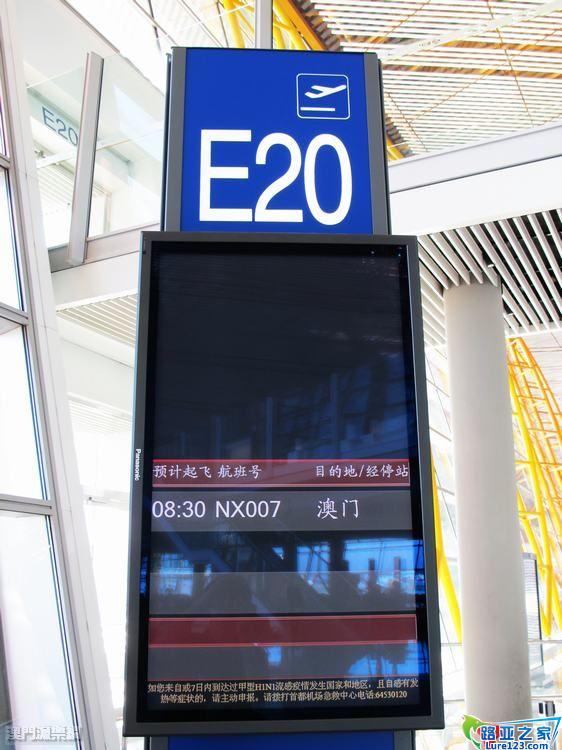 E20
E20
Panasonic
预计起飞 航班号 目的地/经停站
08:30 NX007 澳门
如您来自或7日内到达过甲型H1N1流感疫情发生国家和地区，且自感有发
热等症状的，请主动申报。请拨打首都机场急救中心电话:64530120
路亚之家
Lure123.com